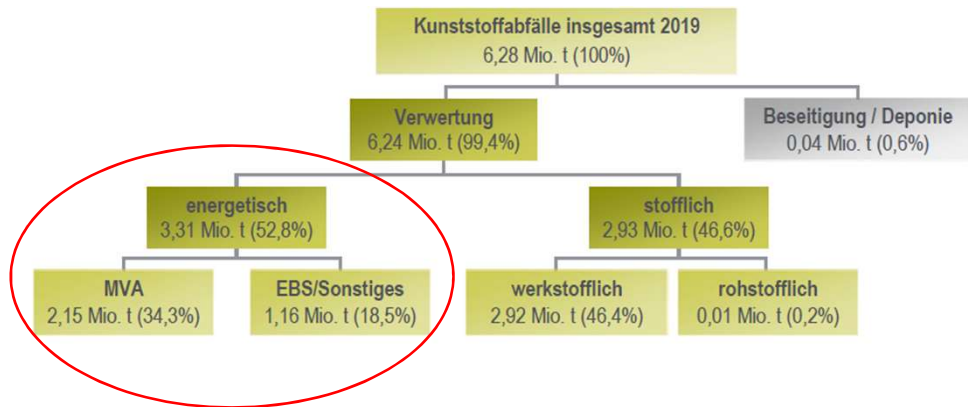 Kunststoffabfälle insgesamt 2019
6,28 Mio. t (100%)
Verwertung
6,24 Mio. t (99,4%)
Beseitigung / Deponie
0,04 Mio. t (0,6%)
energetisch
3,31 Mio. t (52,8%)
stofflich
2,93 Mio. t (46,6%)
MVA
2,15 Mio. t (34,3%)
EBS/Sonstiges
1,16 Mio. t (18,5%)
werkstofflich
2,92 Mio. t (46,4%)
rohstofflich
0,01 Mio. t (0,2%)